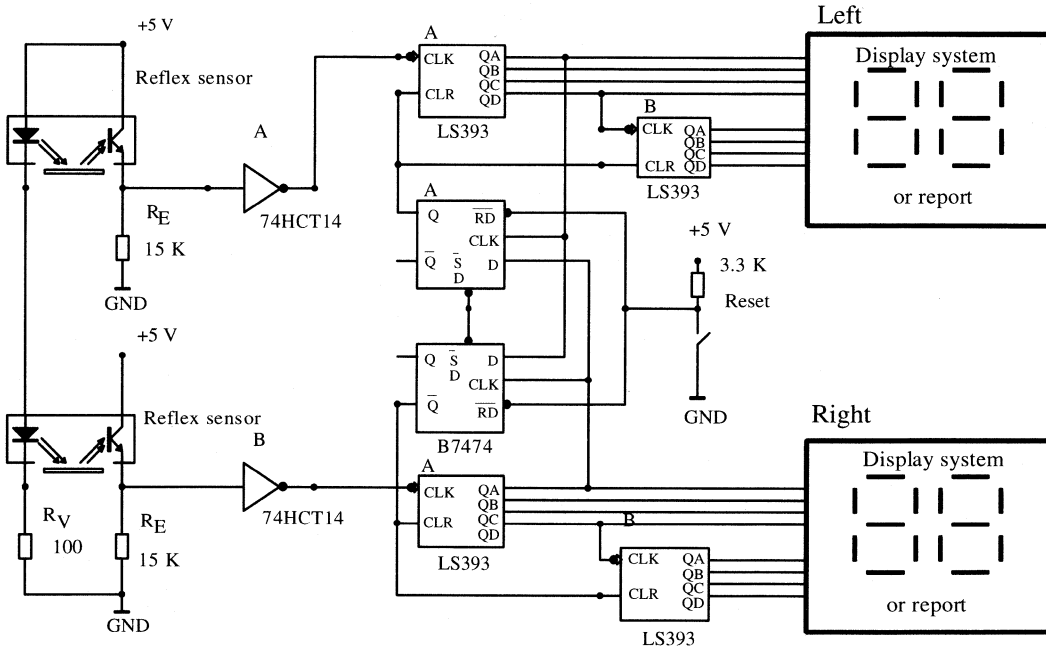 Left
+5 V
A
Display system
CLK
QA
QB
QC
QD
CLR
LS393
Reflex sensor
B
CLK
QA
QB
QC
QD
CLR
LS393
A
74HCT14
or report
A
Q
RD
CLK
Q
S
D
D
+5 V
3.3 K
Reset
GND
RE
15 K
GND
+5 V
Q
S
D
D
CLK
Q
RD
B7474
Right
Reflex sensor
B
74HCT14
A
CLK
QA
QB
QC
QD
CLR
LS393
Display system
RV
100
RE
15 K
GND
B
CLK
QA
QB
QC
QD
CLR
LS393
or report